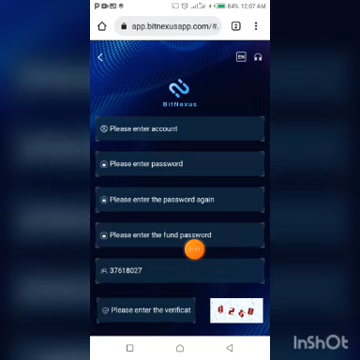 84% 12:07 AM
app.bitnexusapp.com/#.
2
EN
BitNexus
Please enter account
Please enter password
Please enter the password again
Please enter the fund password
37618027
Please enter the verificat
InShOt